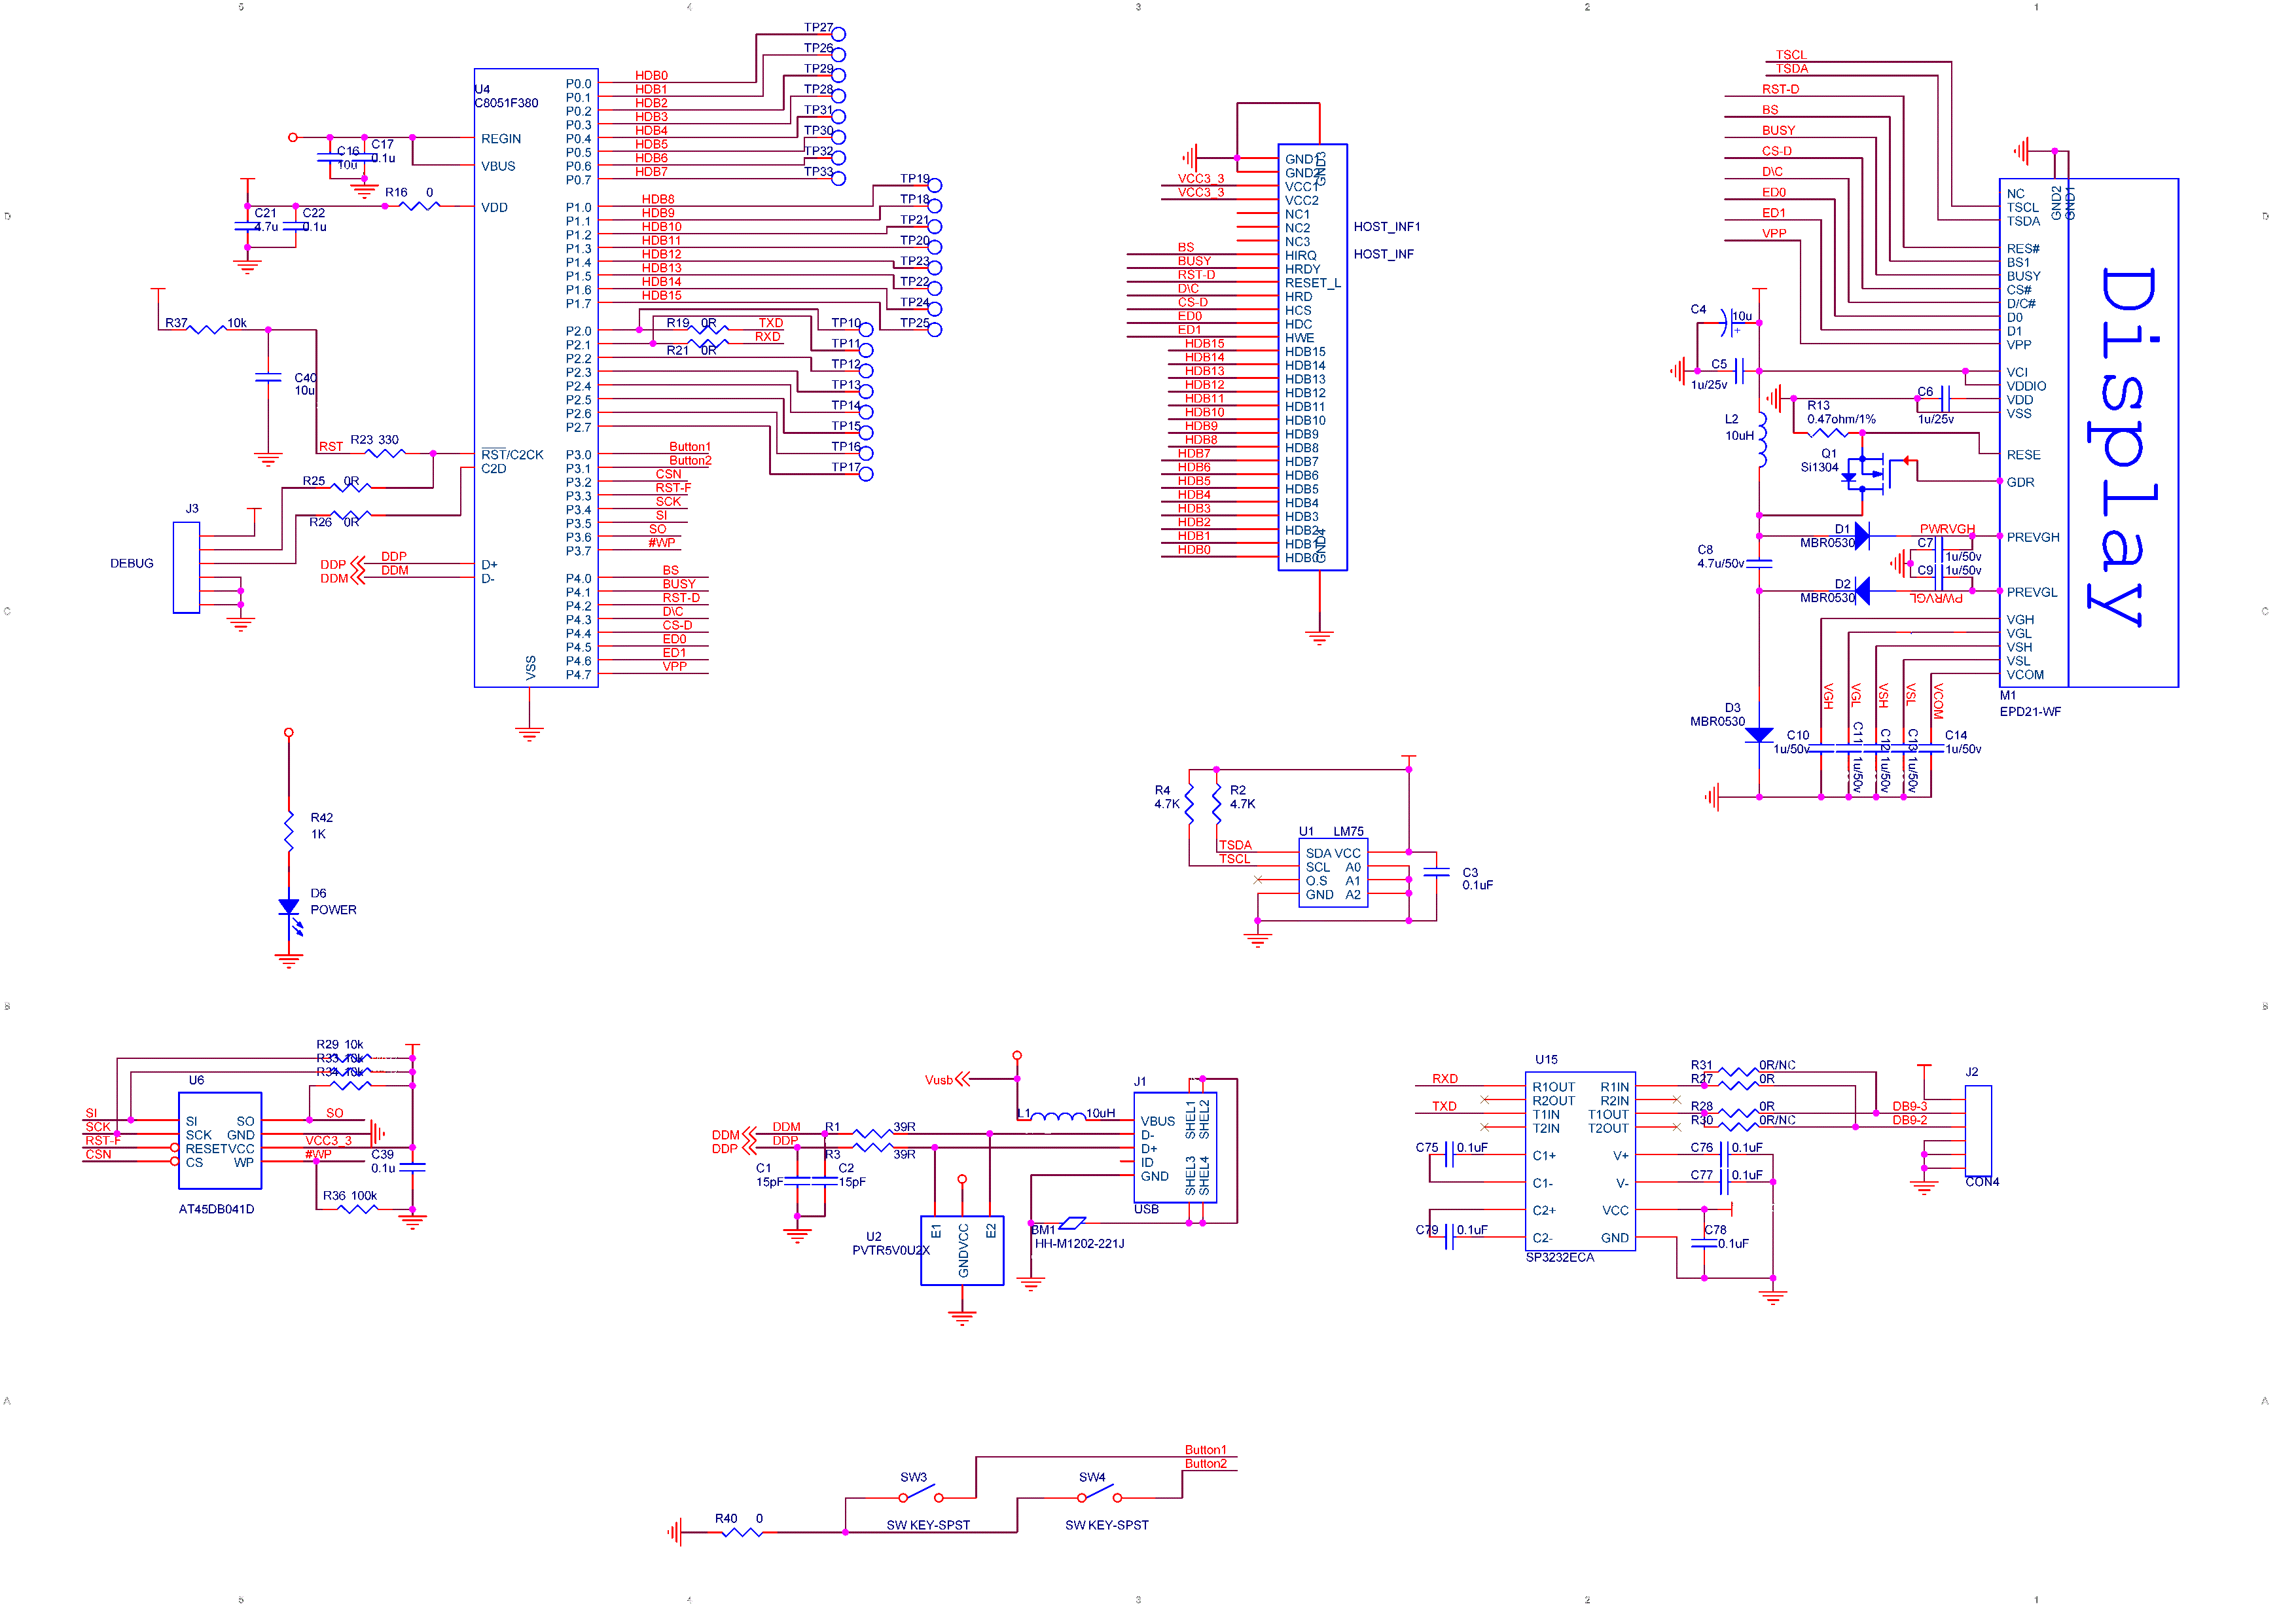 5 4 3 2 1
D
C
B
A
U4
C8051F380
REGIN
VBUS
VDD
RST/C2CK
C2D
D+
D-
VSS
P0.0 HDB0 TP27
P0.1 HDB1 TP26
P0.2 HDB2 TP29
P0.3 HDB3 TP28
P0.4 HDB4 TP31
P0.5 HDB5 TP30
P0.6 HDB6 TP32
P0.7 HDB7 TP33
P1.0 HDB8 TP19
P1.1 HDB9 TP18
P1.2 HDB10 TP21
P1.3 HDB11 TP20
P1.4 HDB12 TP23
P1.5 HDB13 TP22
P1.6 HDB14 TP24
P1.7 HDB15 TP25
P2.0 R19 0R TXD TP10
P2.1 R21 0R RXD TP11
P2.2 TP12
P2.3 TP13
P2.4 TP14
P2.5 TP15
P2.6 TP16
P2.7 TP17
P3.0 Button1
P3.1 Button2
P3.2 CSN
P3.3 RST-F
P3.4 SCK
P3.5 SI
P3.6 SO
P3.7 #WP
P4.0 BS
P4.1 BUSY
P4.2 RST-D
P4.3 D\C
P4.4 CS-D
P4.5 ED0
P4.6 ED1
P4.7 VPP
C16 10u
C17 0.1u
R16 0
C21 4.7u
C22 0.1u
R37 10k
C40 10u
RST R23 330
R25 0R
R26 0R
J3
DEBUG
DDP DDP
DDM DDM
R42
1K
D6
POWER
GND1
GND2
GND3
VCC3_3 VCC1
VCC3_3 VCC2
NC1
NC2
NC3
BS HIRQ
BUSY HRDY
RST-D RESET_L
D\C HRD
CS-D HCS
ED0 HDC
ED1 HWE
HDB15 HDB15
HDB14 HDB14
HDB13 HDB13
HDB12 HDB12
HDB11 HDB11
HDB10 HDB10
HDB9 HDB9
HDB8 HDB8
HDB7 HDB7
HDB6 HDB6
HDB5 HDB5
HDB4 HDB4
HDB3 HDB3
HDB2 HDB2
HDB1 HDB1
HDB0 HDB0
GND4
HOST_INF1
HOST_INF
TSCL
TSDA
RST-D
BS
BUSY
CS-D
D\C
ED0
ED1
VPP
GND2
GND1
NC
TSCL
TSDA
RES#
BS1
BUSY
CS#
D/C#
D0
D1
VPP
VCI
VDDIO
VDD
VSS
RESE
GDR
PREVGH
PREVGL
VGH
VGL
VSH
VSL
VCOM
Display
M1
EPD21-WF
C4 10u
+
C5
1u/25v
C6
1u/25v
R13
0.47ohm/1%
L2
10uH
Q1
Si1304
D1
MBR0530
PWRVGH
C7 1u/50v
C8
4.7u/50v
C9 1u/50v
D2
MBR0530
PWRVGL
D3
MBR0530
VGH
VGL
VSH
VSL
VCOM
C10
1u/50v
C11 1u/50v
C12 1u/50v
C13 1u/50v
C14
1u/50v
R4
4.7K
R2
4.7K
U1 LM75
TSDA SDA VCC
TSCL SCL A0
O.S A1
GND A2
C3
0.1uF
R29 10k
R33 10k
R34 10k
U6
SI SI SO SO
SCK SCK GND
RST-F RESET VCC VCC3_3
CSN CS WP #WP
C39
0.1u
R36 100k
AT45DB041D
Vusb
L1 10uH
J1
VBUS
D-
D+
ID
GND
SHEL1
SHEL2
SHEL3
SHEL4
USB
DDM DDM R1 39R
DDP DDP R3 39R
C1
15pF
C2
15pF
U2
PVTR5V0U2X
E1
GND VCC
E2
BM1
HH-M1202-221J
U15
RXD R1OUT R1IN
R2OUT R2IN
TXD T1IN T1OUT
T2IN T2OUT
C1+ V+
C1- V-
C2+ VCC
C2- GND
SP3232ECA
C75 0.1uF
C79 0.1uF
R31 0R/NC
R27 0R
R28 0R
R30 0R/NC
C76 0.1uF
C77 0.1uF
C78
0.1uF
J2
DB9-3
DB9-2
CON4
Button1
Button2
SW3
SW4
R40 0
SW KEY-SPST
SW KEY-SPST
5 4 3 2 1